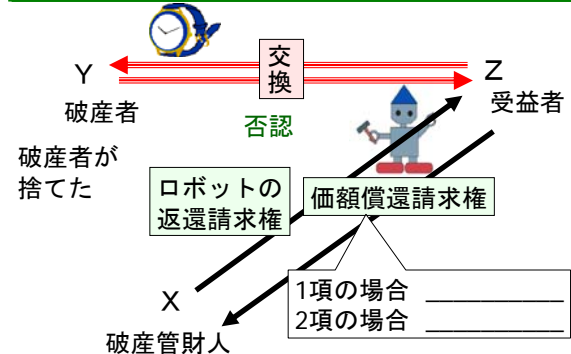 交換
Y
Z
破産者
受益者
否認
破産者が
捨てた
ロボットの
返還請求権
価額償還請求権
1項の場合 ___________
2項の場合 ___________
X
破産管財人